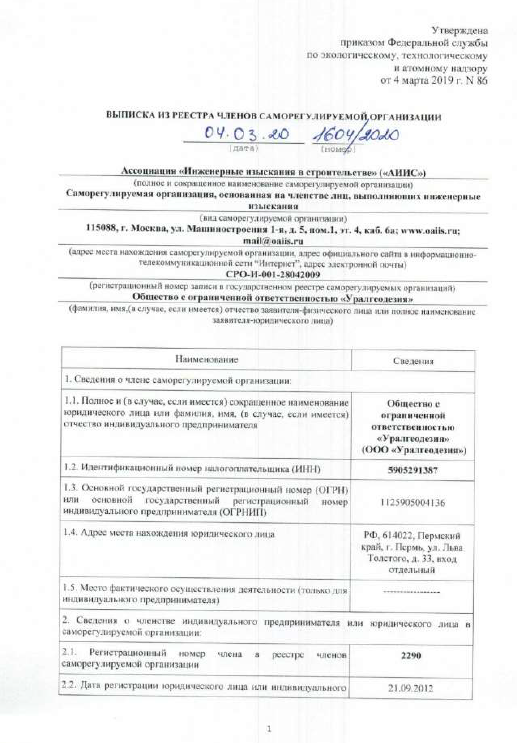 Утверждена
приказом Федеральной службы
по экологическому, технологическому
и атомному надзору
от 4 марта 2019 г. N 86
ВЫПИСКА ИЗ РЕЕСТРА ЧЛЕНОВ САМОРЕГУЛИРУЕМОЙ ОРГАНИЗАЦИИ
04.03.20 1604/2020
(дата) (номер)
Ассоциация «Инженерные изыскания в строительстве» («АИИС»)
(полное и сокращенное наименование саморегулируемой организации)
Саморегулируемая организация, основанная на членстве лиц, выполняющих инженерные
изыскания
(вид саморегулируемой организации)
115088, г. Москва, ул. Машиностроения 1-я, д. 5, пом.1, эт. 4, каб. 6а; www.oaiis.ru;
mail@oaiis.ru
(адрес места нахождения саморегулируемой организации, адрес официального сайта в информационно-
телекоммуникационной сети "Интернет", адрес электронной почты)
СРО-И-001-28042009
(регистрационный номер записи в государственном реестре саморегулируемых организаций)
Общество с ограниченной ответственностью «Уралгеодезия»
(фамилия, имя,(в случае, если имеется) отчество заявителя-физического лица или полное наименование
заявителя-юридического лица)
Наименование Сведения
1. Сведения о члене саморегулируемой организации:
1.1. Полное и (в случае, если имеется) сокращенное наименование
юридического лица или фамилия, имя, (в случае, если имеется)
отчество индивидуального предпринимателя
Общество с
ограниченной
ответственностью
«Уралгеодезия»
(ООО «Уралгеодезия»)
1.2. Идентификационный номер налогоплательщика (ИНН) 5905291387
1.3. Основной государственный регистрационный номер (ОГРН)
или основной государственный регистрационный номер
индивидуального предпринимателя (ОГРНИП)
1125905004136
1.4. Адрес места нахождения юридического лица
РФ, 614022, Пермский
край, г. Пермь, ул. Льва
Толстого, д. 33, вход
отдельный
1.5. Место фактического осуществления деятельности (только для
индивидуального предпринимателя)
----------------
2. Сведения о членстве индивидуального предпринимателя или юридического лица в
саморегулируемой организации:
2.1. Регистрационный номер члена в реестре членов
саморегулируемой организации
2290
2.2. Дата регистрации юридического лица или индивидуального 21.09.2012
1